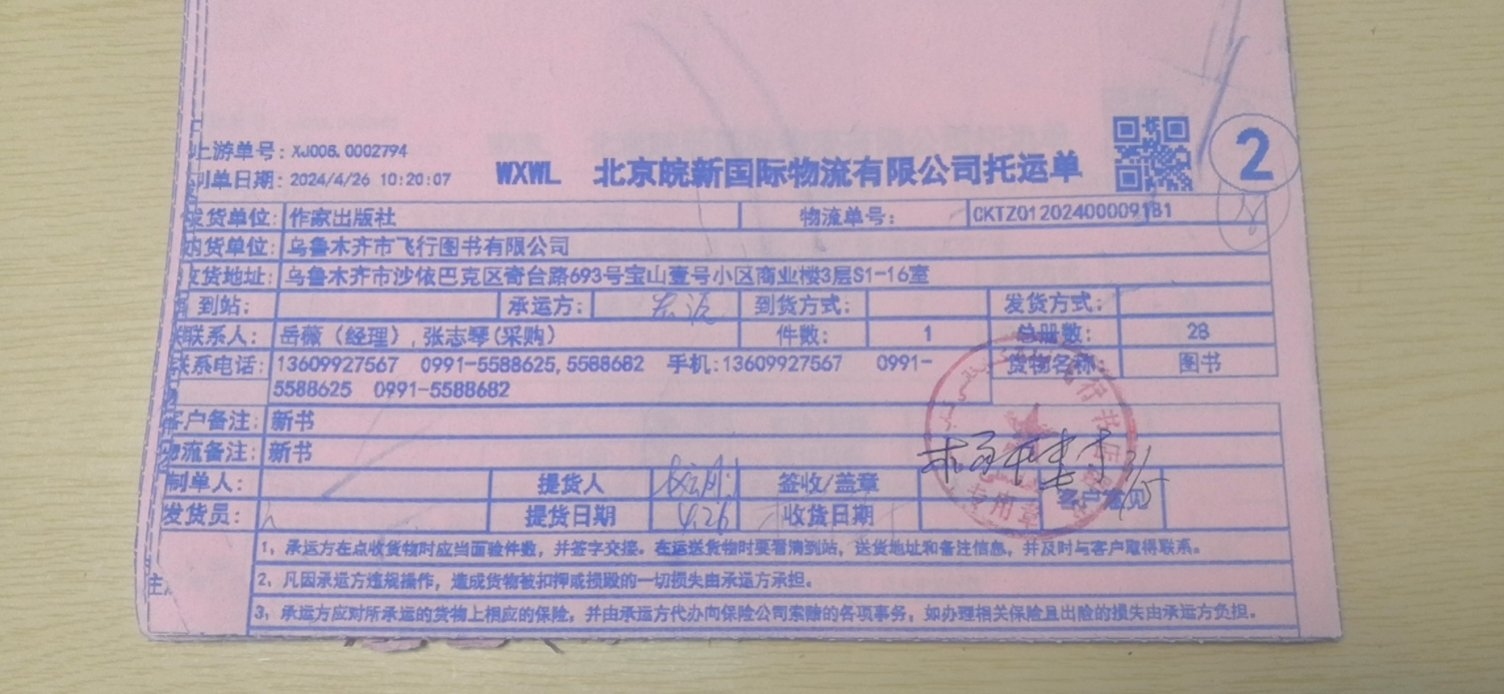 上游单号：XJ008.0002794
制单日期：2024/4/26 10:20:07
WXWL 北京皖新国际物流有限公司托运单
2
发货单位：作家出版社 物流单号：CKTZ01202400009181
购货单位：乌鲁木齐市飞行图书有限公司
收货地址：乌鲁木齐市沙依巴克区奇台路693号宝山壹号小区商业楼3层S1-16室
到站： 承运方： 到货方式： 发货方式：
联系人：岳薇（经理）,张志琴(采购) 件数： 1 总册数： 28
联系电话：13609927567 0991-5588625,5588682 手机:13609927567 0991-
5588625 0991-5588682
货物名称 图书
客户备注：新书
物流备注：新书
制单人： 提货人 签收/盖章 客户意见
发货员： 提货日期 4.26 收货日期
专用章
1、承运方在点收货物时应当面验件数，并签字交接。在运送货物时要看清到站，送货地址和备注信息，并及时与客户取得联系。
2、凡因承运方违规操作，造成货物被扣押或损毁的一切损失由承运方承担。
3、承运方应对所承运的货物上相应的保险，并由承运方代办向保险公司索赔的各项事务，如办理相关保险且出险的损失由承运方负担。